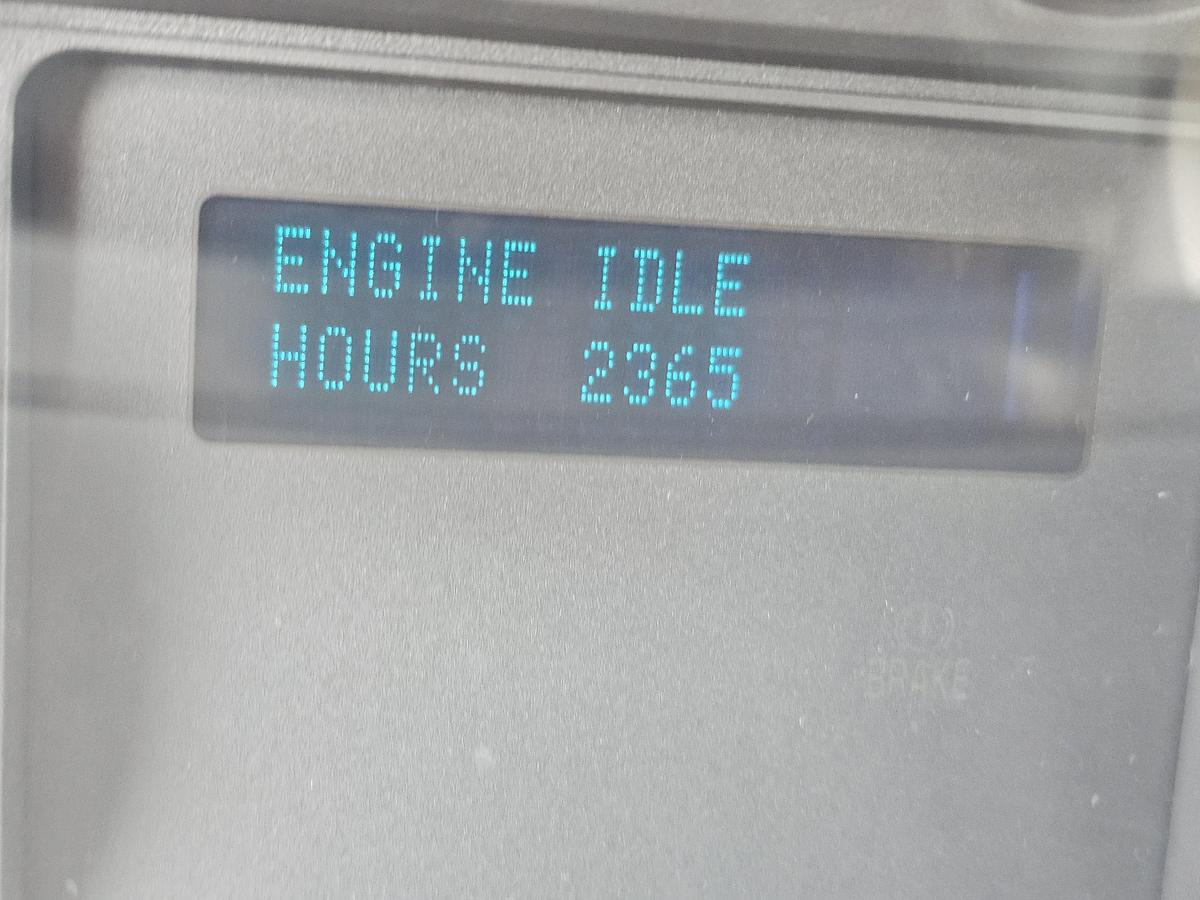 ENGINE IDLE
HOURS 2365
BRAKE